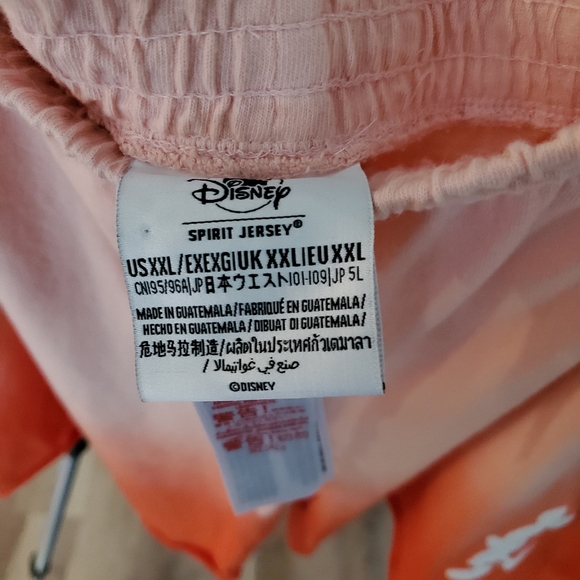 Disney
SPIRIT JERSEY®
US XXL/EXEXG|UK XXL|EU XXL
CN195/96A|JP日本ウエスト101-109|JP 5L
MADE IN GUATEMALA/FABRIQUÉ EN GUATEMALA/
HECHO EN GUATEMALA/DIBUAT DI GUATEMALA/
危地马拉制造/ผลิตในประเทศกัวเตมาลา
/ صنع في غواتيمالا
©DISNEY